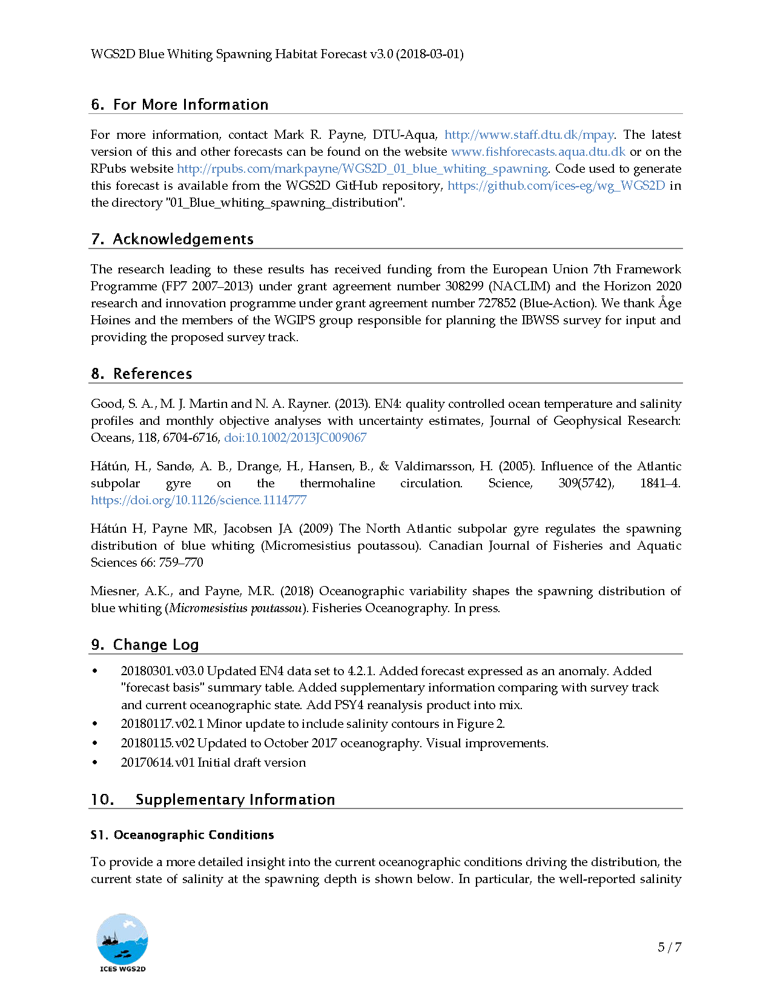 WGS2D Blue Whiting Spawning Habitat Forecast v3.0 (2018-03-01)
6. For More Information
For more information, contact Mark R. Payne, DTU-Aqua, http://www.staff.dtu.dk/mpay. The latest
version of this and other forecasts can be found on the website www.fishforecasts.aqua.dtu.dk or on the
RPubs website http://rpubs.com/markpayne/WGS2D_01_blue_whiting_spawning. Code used to generate
this forecast is available from the WGS2D GitHub repository, https://github.com/ices-eg/wg_WGS2D in
the directory "01_Blue_whiting_spawning_distribution".
7. Acknowledgements
The research leading to these results has received funding from the European Union 7th Framework
Programme (FP7 2007–2013) under grant agreement number 308299 (NACLIM) and the Horizon 2020
research and innovation programme under grant agreement number 727852 (Blue-Action). We thank Åge
Høines and the members of the WGIPS group responsible for planning the IBWSS survey for input and
providing the proposed survey track.
8. References
Good, S. A., M. J. Martin and N. A. Rayner. (2013). EN4: quality controlled ocean temperature and salinity
profiles and monthly objective analyses with uncertainty estimates, Journal of Geophysical Research:
Oceans, 118, 6704-6716, doi:10.1002/2013JC009067
Hátún, H., Sandø, A. B., Drange, H., Hansen, B., & Valdimarsson, H. (2005). Influence of the Atlantic
subpolar gyre on the thermohaline circulation. Science, 309(5742), 1841–4.
https://doi.org/10.1126/science.1114777
Hátún H, Payne MR, Jacobsen JA (2009) The North Atlantic subpolar gyre regulates the spawning
distribution of blue whiting (Micromesistius poutassou). Canadian Journal of Fisheries and Aquatic
Sciences 66: 759–770
Miesner, A.K., and Payne, M.R. (2018) Oceanographic variability shapes the spawning distribution of
blue whiting (Micromesistius poutassou). Fisheries Oceanography. In press.
9. Change Log
• 20180301.v03.0 Updated EN4 data set to 4.2.1. Added forecast expressed as an anomaly. Added
"forecast basis" summary table. Added supplementary information comparing with survey track
and current oceanographic state. Add PSY4 reanalysis product into mix.
• 20180117.v02.1 Minor update to include salinity contours in Figure 2.
• 20180115.v02 Updated to October 2017 oceanography. Visual improvements.
• 20170614.v01 Initial draft version
10. Supplementary Information
S1. Oceanographic Conditions
To provide a more detailed insight into the current oceanographic conditions driving the distribution, the
current state of salinity at the spawning depth is shown below. In particular, the well-reported salinity
ICES WGS2D
5 / 7